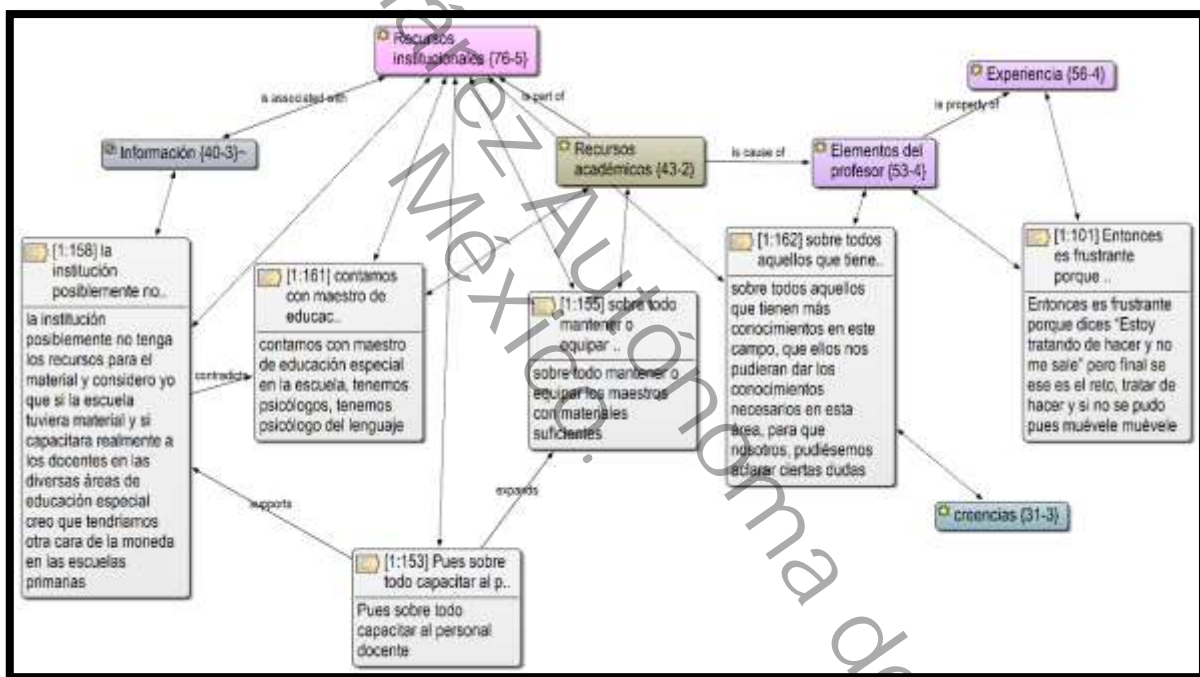 Recursos
institucionales {76-5}
is associated with
is part of
Experiencia {56-4}
is property of
Información {40-3}~
Recursos
académicos {43-2}
is cause of
Elementos del
profesor {53-4}
[1:158] la
institución
posiblemente no..
la institución
posiblemente no tenga
los recursos para el
material y considero yo
que si la escuela
tuviera material y si
capacitara realmente a
los docentes en las
diversas áreas de
educación especial
creo que tendríamos
otra cara de la moneda
en las escuelas
primarias
contradicts
[1:161] contamos
con maestro de
educac..
contamos con maestro
de educación especial
en la escuela, tenemos
psicólogos, tenemos
psicólogo del lenguaje
[1:155] sobre todo
mantener o
equipar ..
sobre todo mantener o
equipar los maestros
con materiales
suficientes
[1:162] sobre todos
aquellos que tiene..
sobre todos aquellos
que tienen más
conocimientos en este
campo, que ellos nos
pudieran dar los
conocimientos
necesarios en esta
área, para que
nosotros, pudiésemos
aclarar ciertas dudas
[1:101] Entonces
es frustrante
porque ..
Entonces es frustrante
porque dices "Estoy
tratando de hacer y no
me sale" pero final se
ese es el reto, tratar de
hacer y si no se pudo
pues muévele muévele
supports
expands
creencias {31-3}
[1:153] Pues sobre
todo capacitar al p..
Pues sobre todo
capacitar al personal
docente
árez Autónoma de
México.